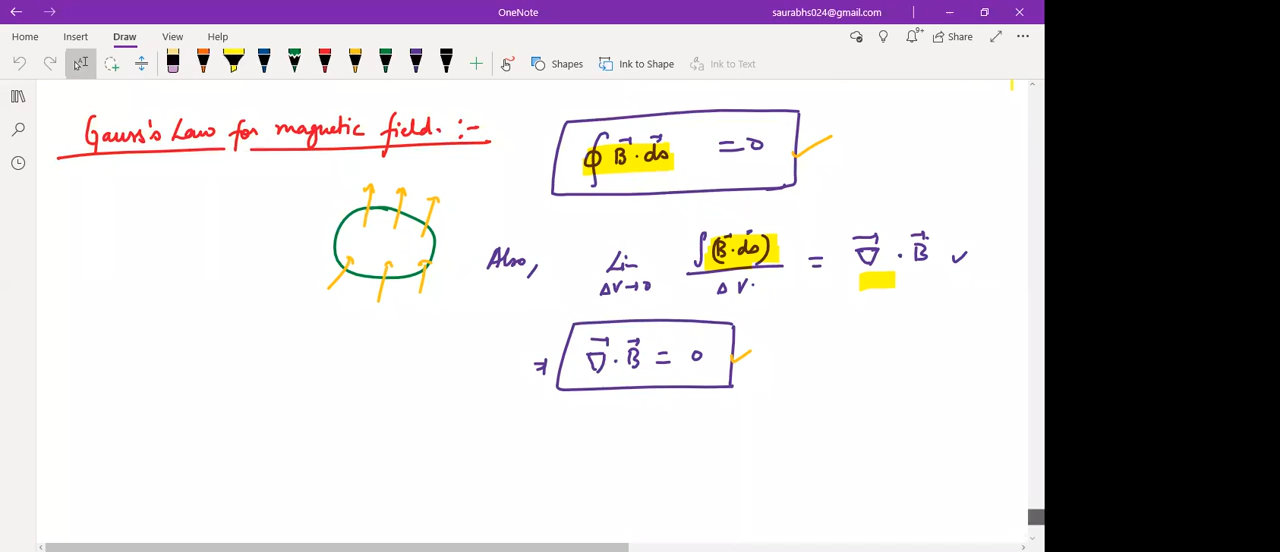 OneNote
saurabhs024@gmail.com
Home Insert Draw View Help
9+
Share
Shapes
Ink to Shape
Ink to Text
Gauss's Law for magnetic field. :-
∮ B⃗ · ds⃗ = 0
Also, Lim ΔV→0 ∫(B⃗ · ds⃗) / ΔV = ∇⃗ · B⃗
⇒ ∇⃗ · B⃗ = 0